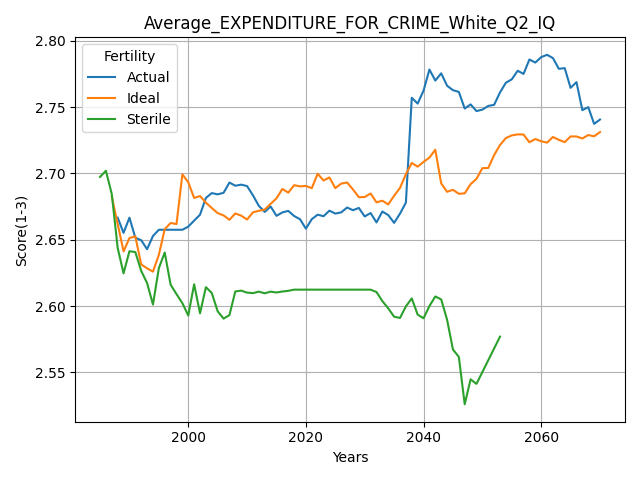 Average_EXPENDITURE_FOR_CRIME_White_Q2_IQ
Fertility
Actual
Ideal
Sterile
Score(1-3)
2.80
2.75
2.70
2.65
2.60
2.55
2000
2020
2040
2060
Years